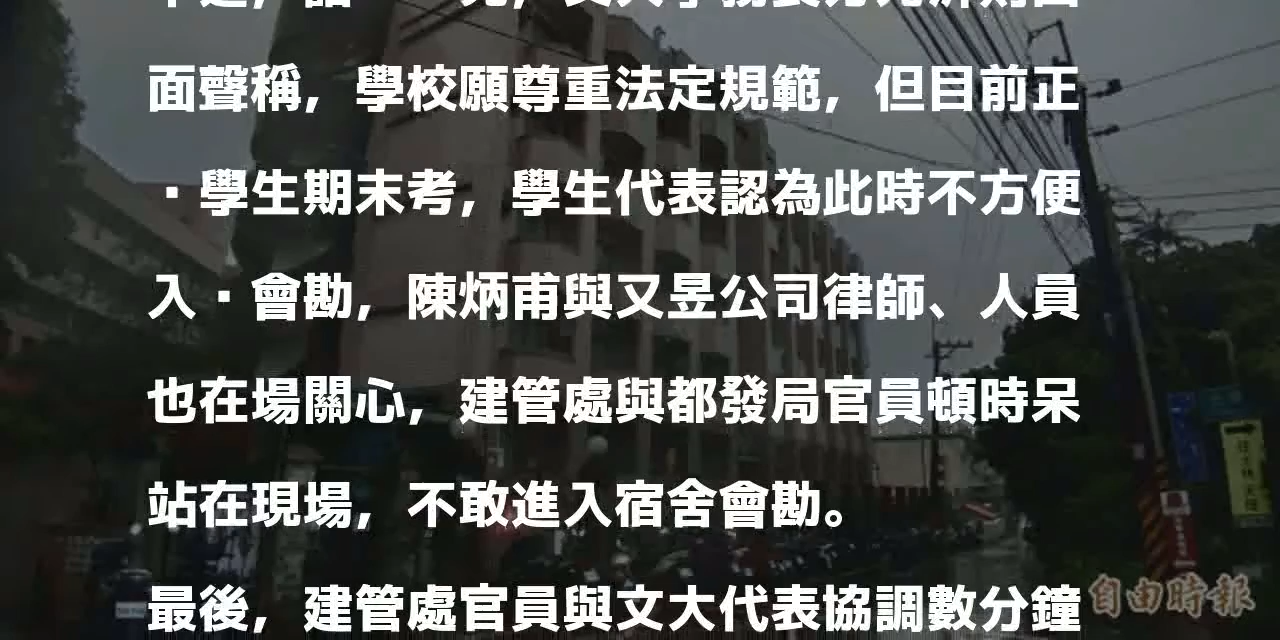 面聲稱，學校願尊重法定規範，但目前正
·學生期末考，學生代表認為此時不方便
入·會勘，陳炳甫與又昱公司律師、人員
也在場關心，建管處與都發局官員頓時呆
站在現場，不敢進入宿舍會勘。
最後，建管處官員與文大代表協調數分鐘
自由時報